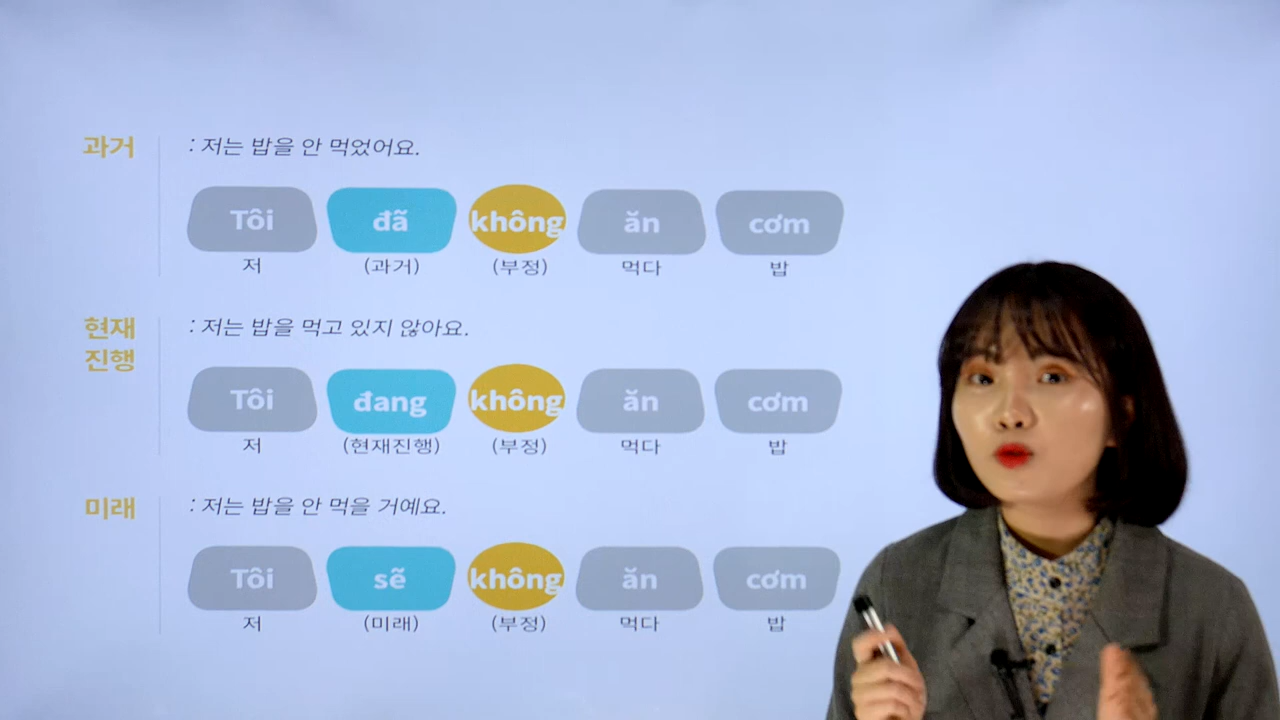 과거
: 저는 밥을 안 먹었어요.
Tôi đã không ăn cơm
저 (과거) (부정) 먹다 밥
현재
진행
: 저는 밥을 먹고 있지 않아요.
Tôi đang không ăn cơm
저 (현재진행) (부정) 먹다 밥
미래
: 저는 밥을 안 먹을 거예요.
Tôi sẽ không ăn cơm
저 (미래) (부정) 먹다 밥